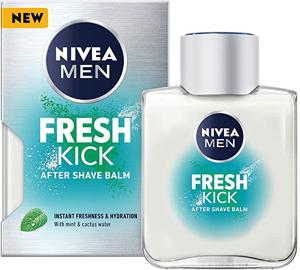 NEW
NIVEA
MEN
FRESH
KICK
AFTER SHAVE BALM
INSTANT FRESHNESS & HYDRATION
With mint & cactus water
NIVEA
MEN
FRESH
KICK
AFTER SHAVE BALM